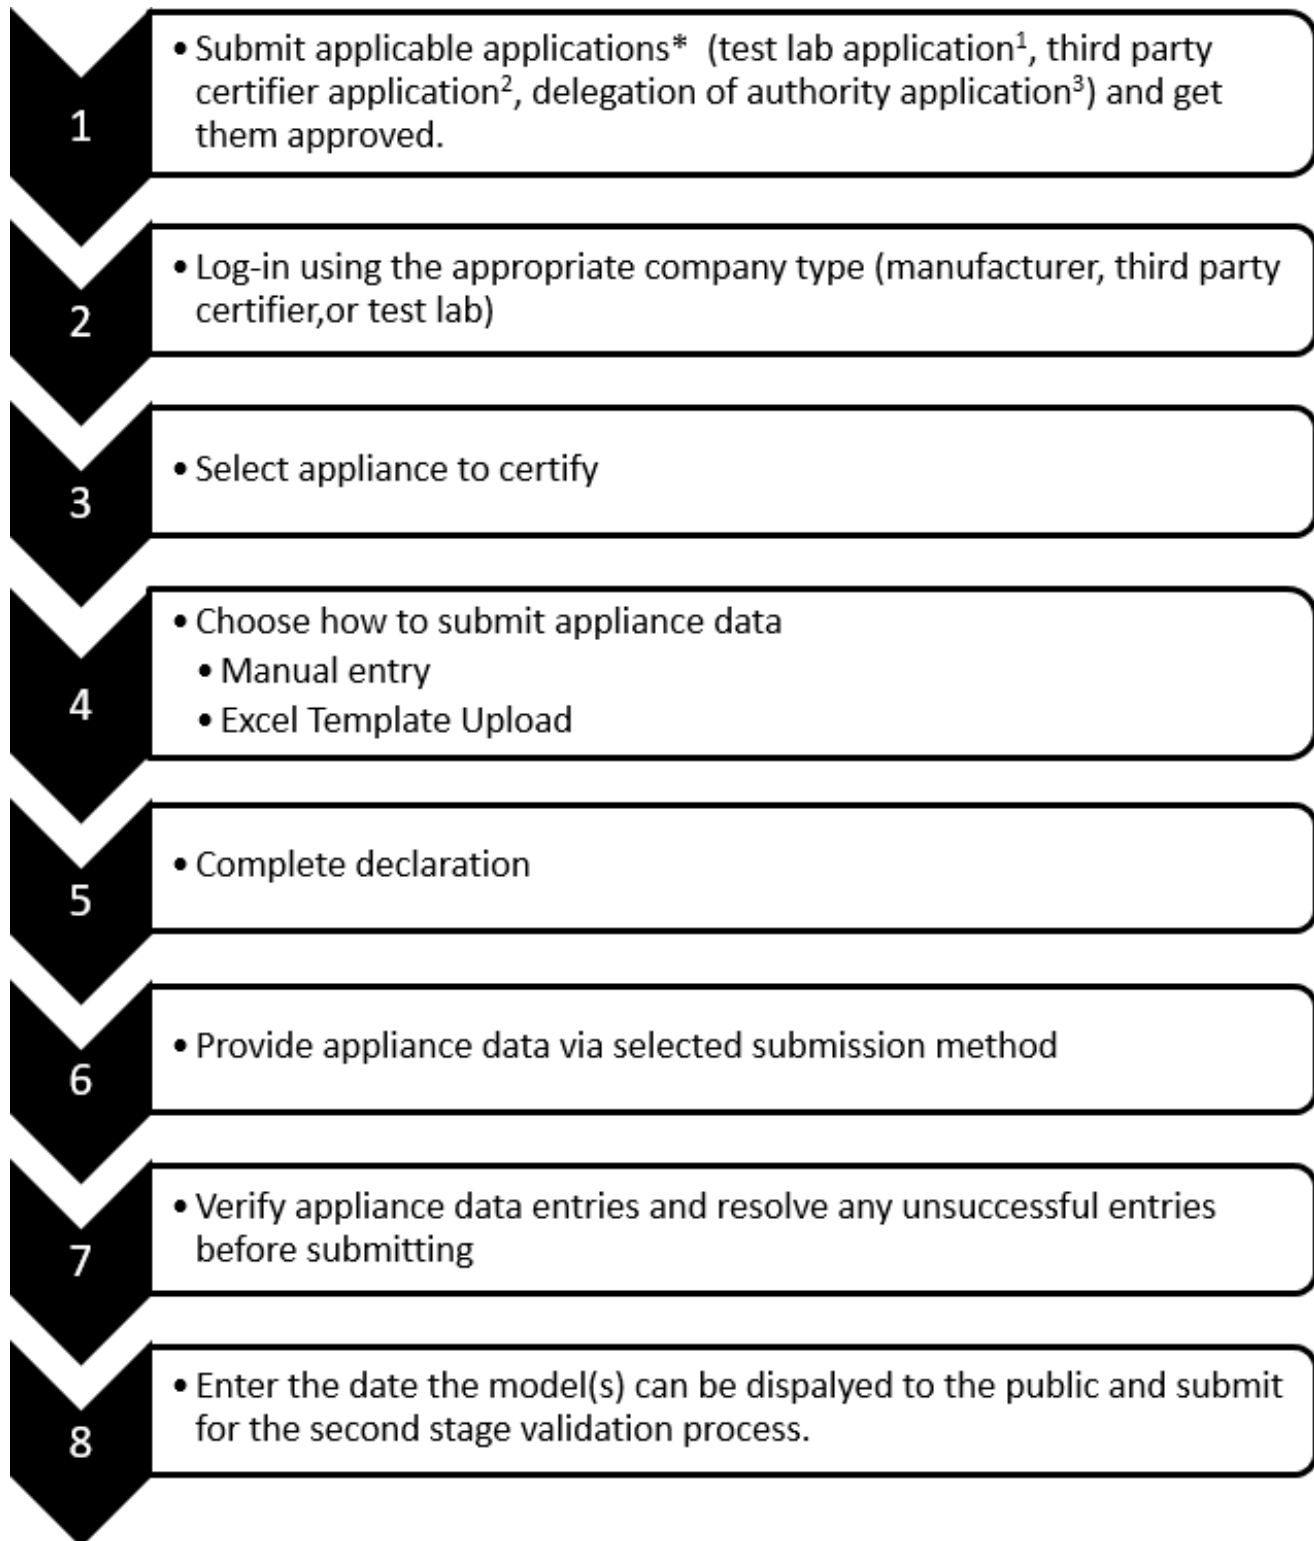 1
• Submit applicable applications* (test lab application¹, third party
certifier application², delegation of authority application³) and get
them approved.
2
• Log-in using the appropriate company type (manufacturer, third party
certifier,or test lab)
3
• Select appliance to certify
4
• Choose how to submit appliance data
• Manual entry
• Excel Template Upload
5
• Complete declaration
6
• Provide appliance data via selected submission method
7
• Verify appliance data entries and resolve any unsuccessful entries
before submitting
8
• Enter the date the model(s) can be dispalyed to the public and submit
for the second stage validation process.